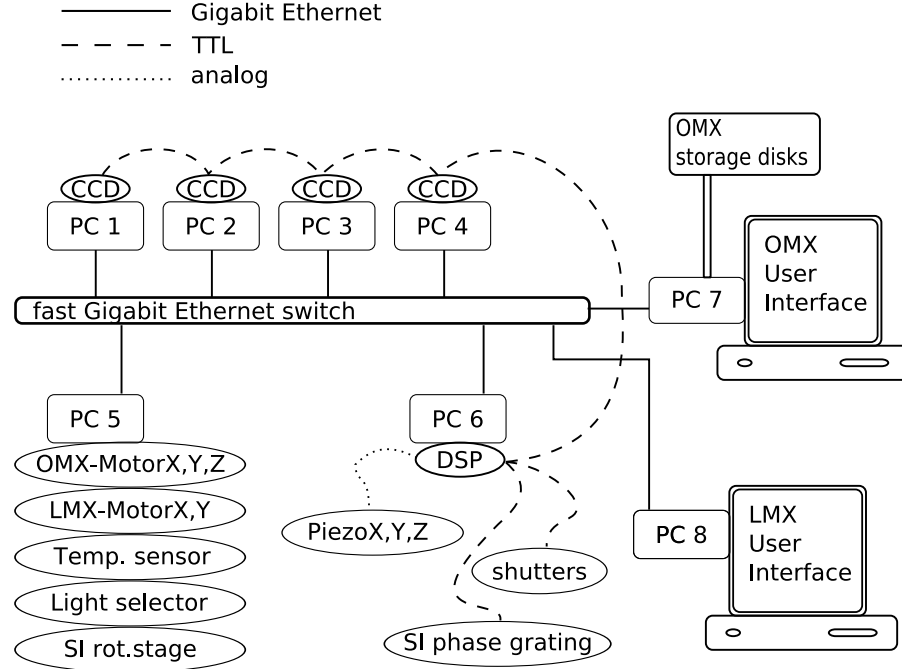 Gigabit Ethernet
TTL
analog
OMX
storage disks
CCD
CCD
CCD
CCD
PC 1
PC 2
PC 3
PC 4
OMX
User
Interface
PC 7
fast Gigabit Ethernet switch
PC 5
PC 6
OMX-MotorX,Y,Z
DSP
LMX-MotorX,Y
PiezoX,Y,Z
PC 8
LMX
User
Interface
Temp. sensor
shutters
Light selector
SI rot.stage
SI phase grating